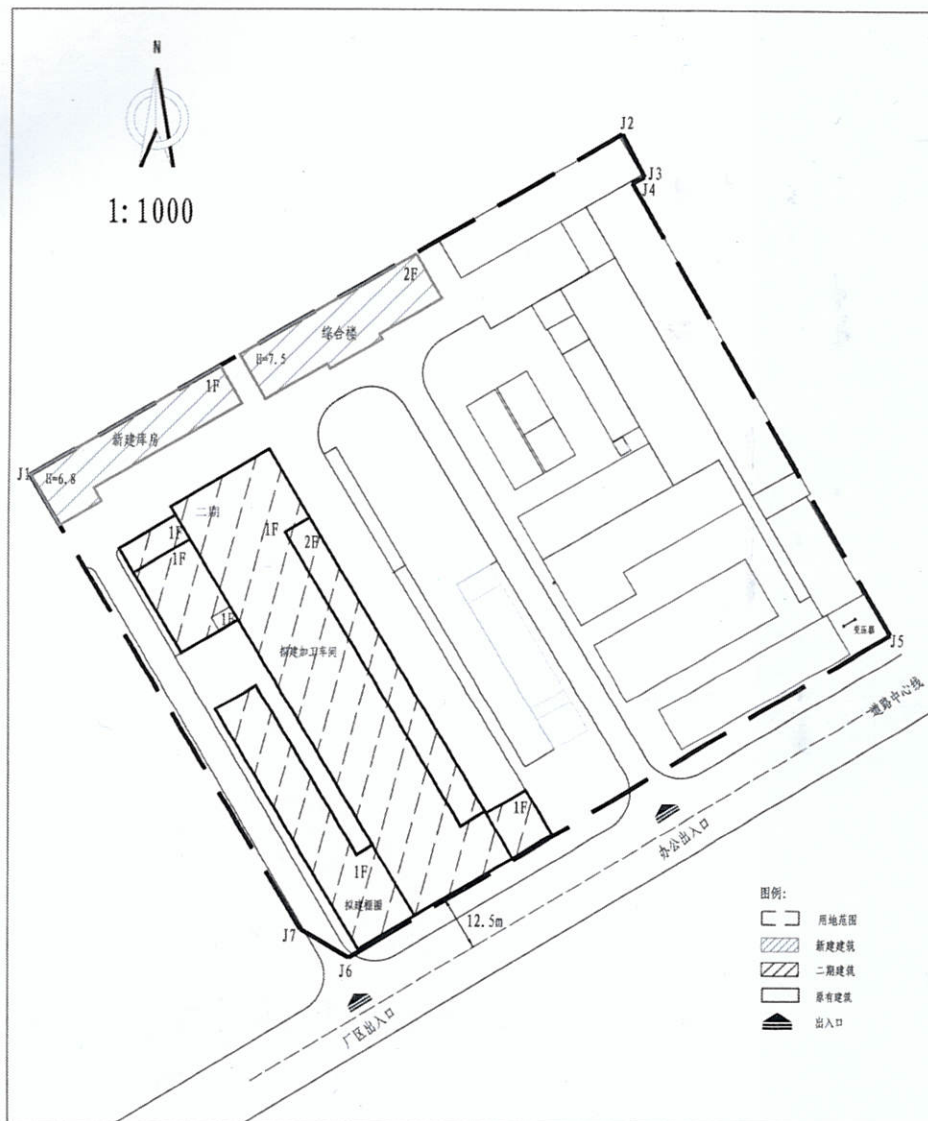 N
1:1000
J2
J3
J4
2F
综合楼
H=7.5
1F
新建库房
J1
H=6.8
二期
1F
1F
1F
2F
1F
拟建加工车间
变压器
J5
道路中心线
1F
办公出入口
1F
拟建棚圈
12.5m
J7
J6
厂区出入口
图例:
用地范围
新建建筑
二期建筑
原有建筑
出入口